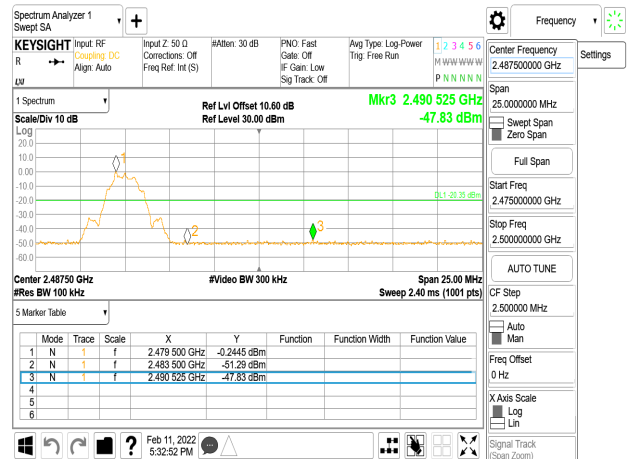 Spectrum Analyzer 1
Swept SA
Frequency
KEYSIGHT
R
Input: RF
Coupling: DC
Align: Auto
Input Z: 50 Ω
Corrections: Off
Freq Ref: Int (S)
#Atten: 30 dB
PNO: Fast
Gate: Off
IF Gain: Low
Sig Track: Off
Avg Type: Log-Power
Trig: Free Run
1 2 3 4 5 6
M W W W W W
P N N N N N
1 Spectrum
Scale/Div 10 dB
Ref Lvl Offset 10.60 dB
Ref Level 30.00 dBm
Mkr3 2.490 525 GHz
-47.83 dBm
Log
20.0
10.0
0.00
-10.0
-20.0
-30.0
-40.0
-50.0
-60.0
1
2
3
Center 2.48750 GHz
#Video BW 300 kHz
Span 25.00 MHz
#Res BW 100 kHz
Sweep 2.40 ms (1001 pts)
5 Marker Table
Mode Trace Scale X Y Function Function Width Function Value
1 N 1 f 2.479 500 GHz -0.2445 dBm
2 N 1 f 2.483 500 GHz -51.29 dBm
3 N 1 f 2.490 525 GHz -47.83 dBm
4
5
6
?
Feb 11, 2022
5:32:52 PM
Center Frequency
2.487500000 GHz
Settings
Span
25.0000000 MHz
Swept Span
Zero Span
Full Span
Start Freq
2.475000000 GHz
Stop Freq
2.500000000 GHz
AUTO TUNE
CF Step
2.500000 MHz
Auto
Man
Freq Offset
0 Hz
X Axis Scale
Log
Lin
Signal Track
(Span Zoom)